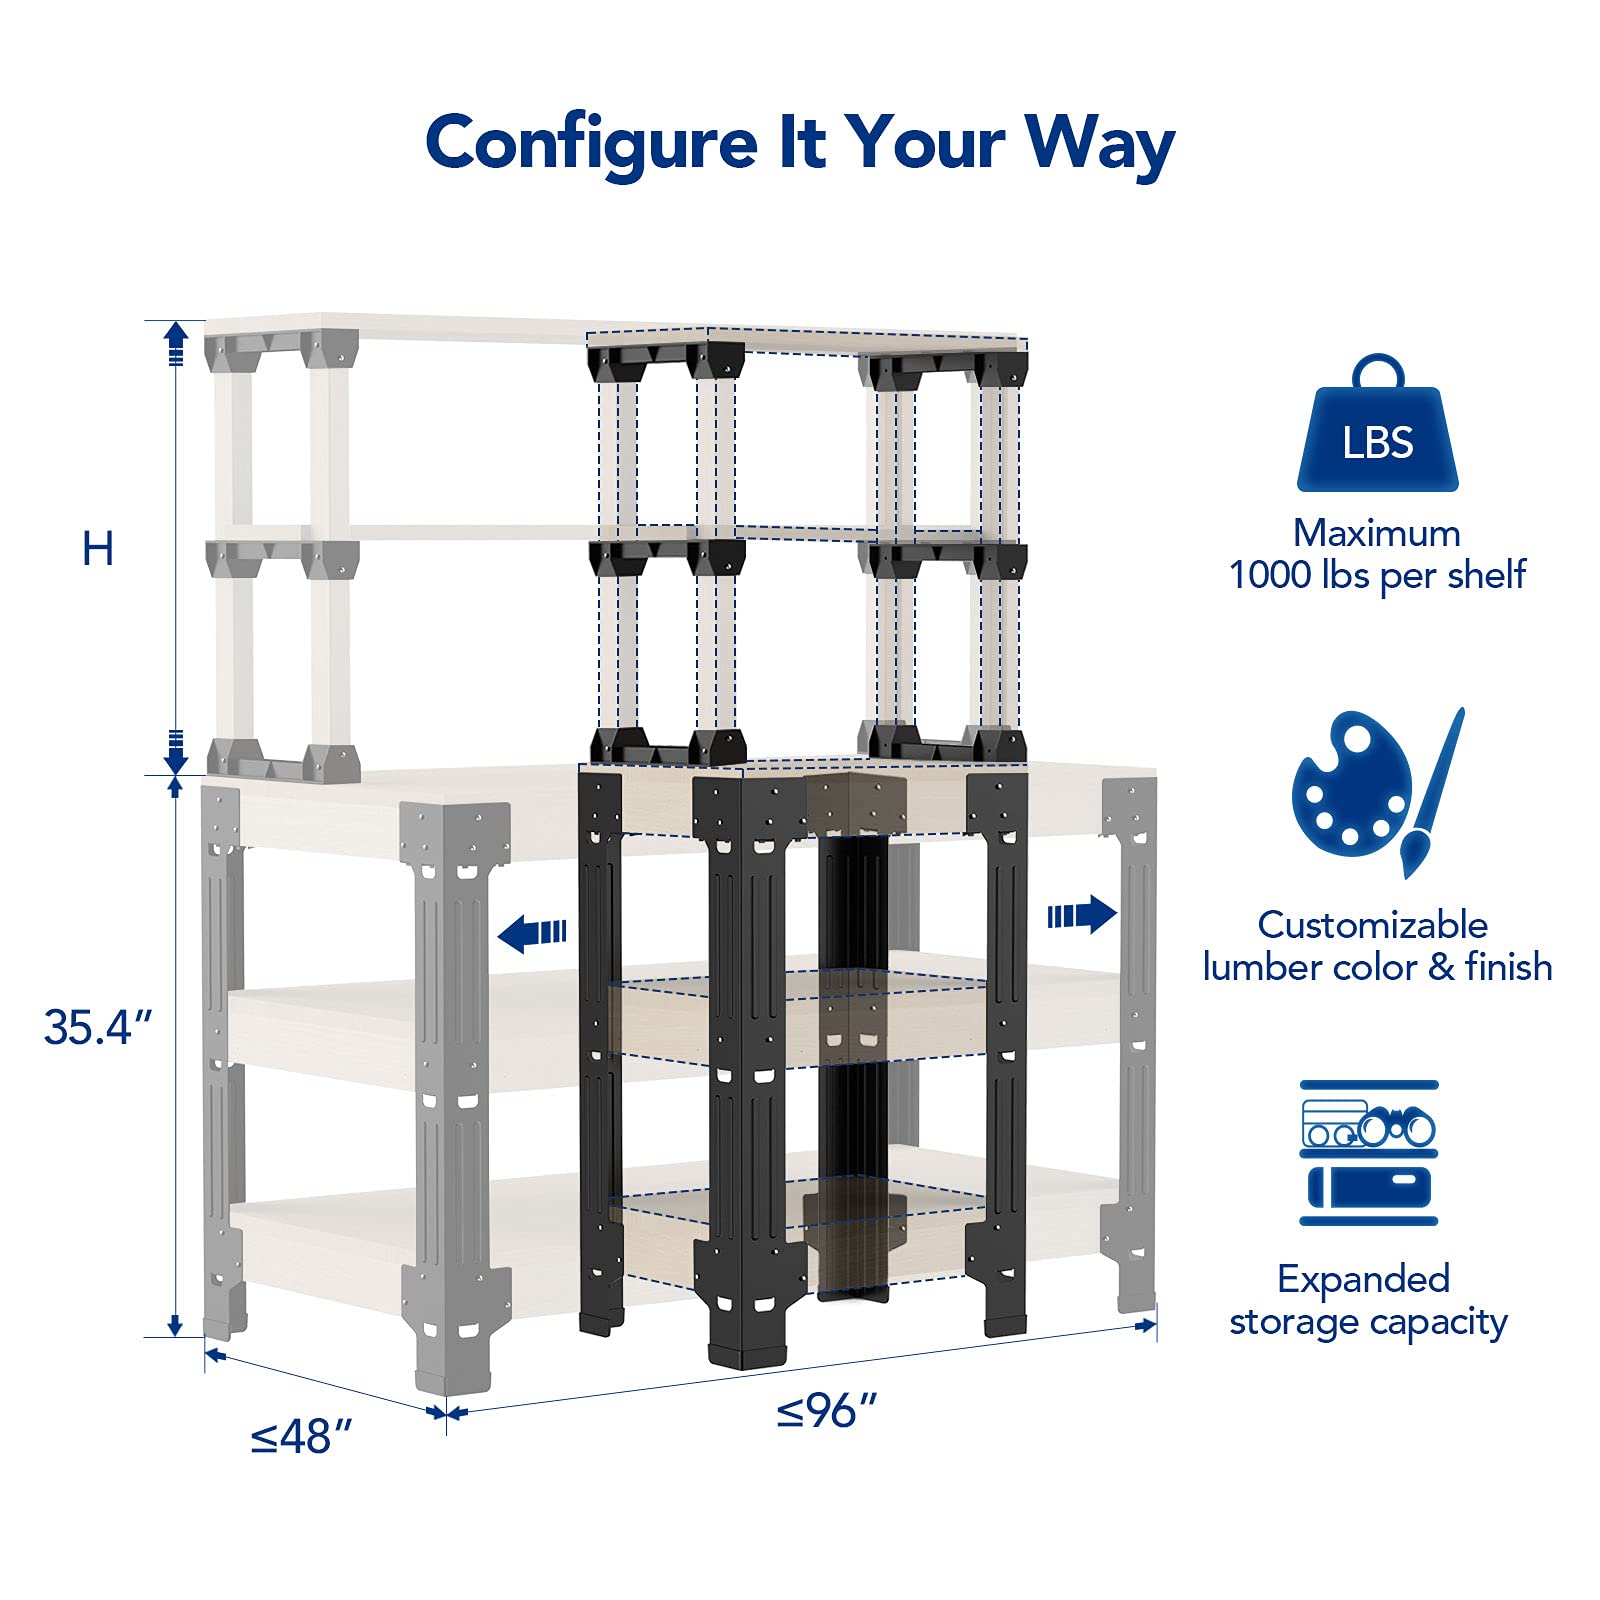 Configure It Your Way
LBS
Maximum
1000 lbs per shelf
H
Customizable
lumber color & finish
35.4″
Expanded
storage capacity
≤48″
≤96″